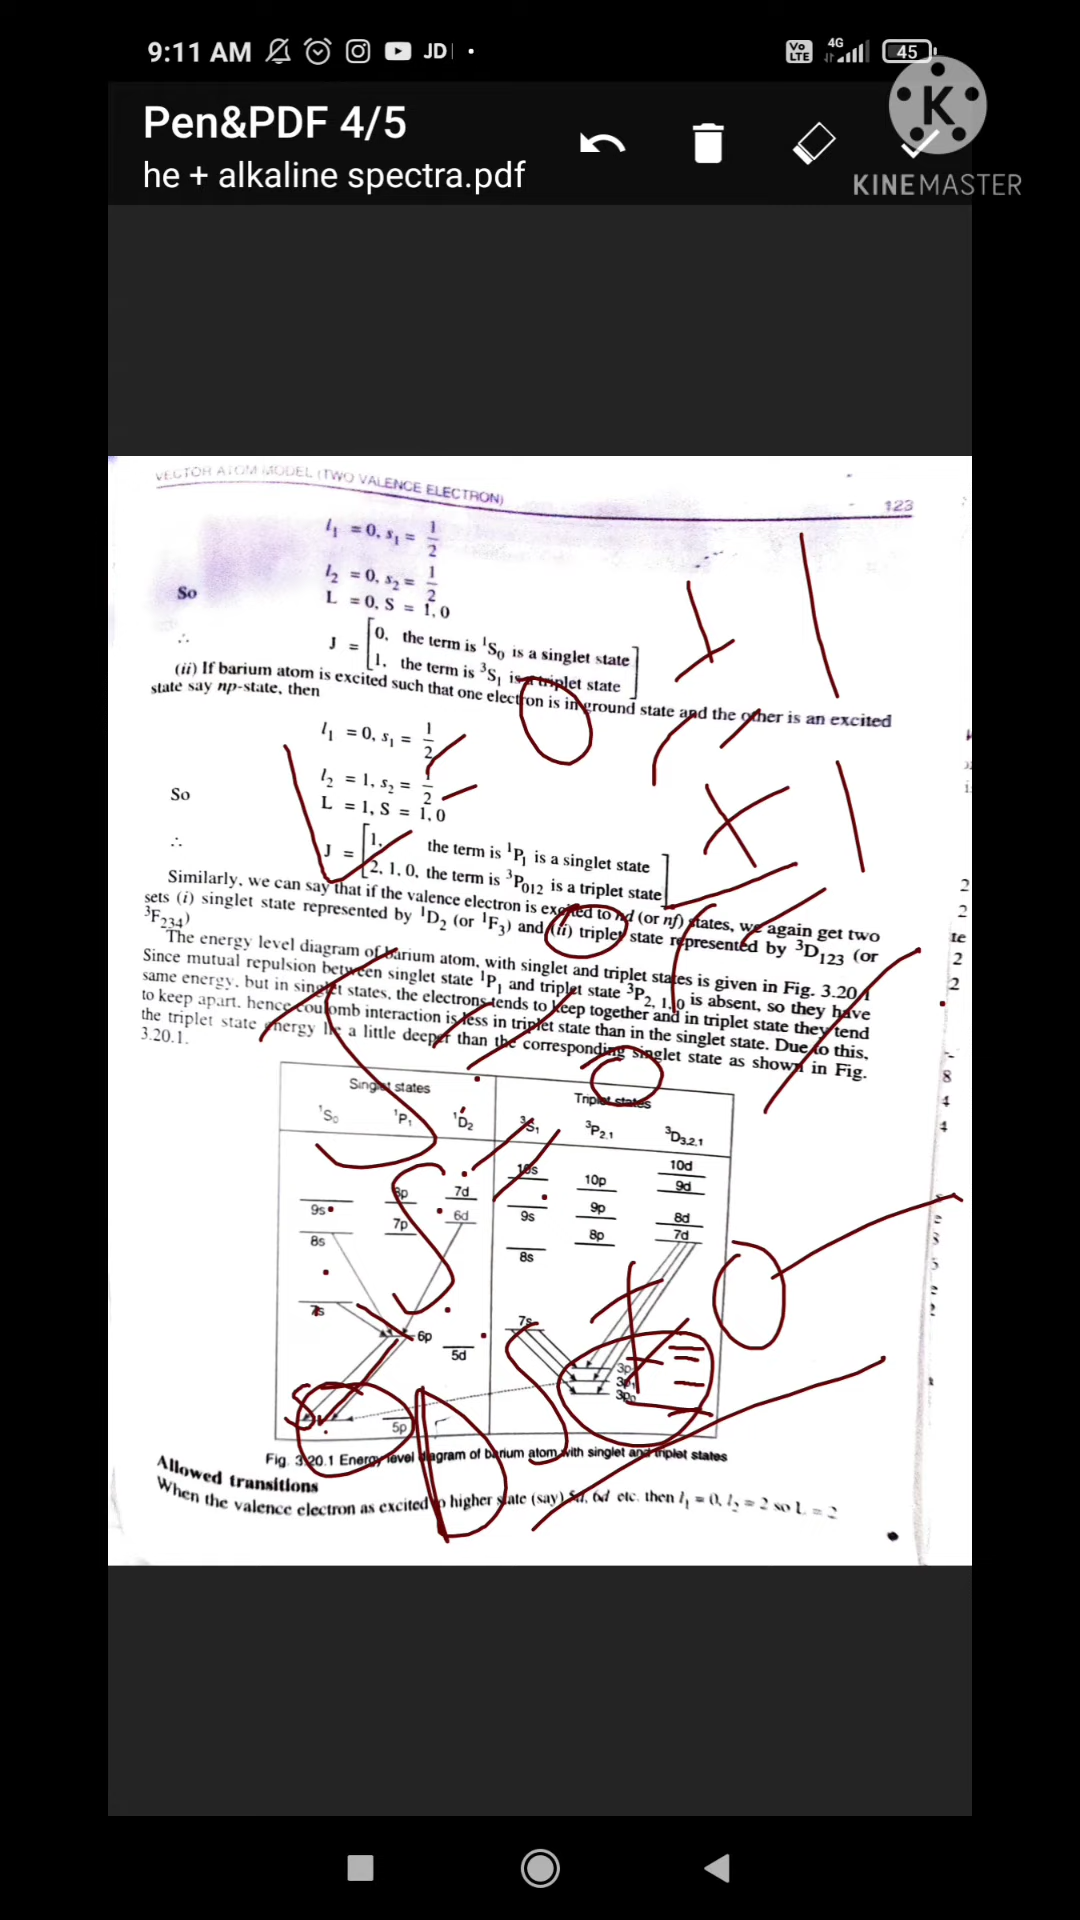 9:11 AM JD
Vo LTE 4G 45
Pen&PDF 4/5
he + alkaline spectra.pdf
K
KINEMASTER
VECTOR ATOM MODEL (TWO VALENCE ELECTRON) 123
l₁ = 0, s₁ = 1/2
l₂ = 0, s₂ = 1/2
So L = 0, S = 1, 0
∴ J = [0, the term is ¹S₀ is a singlet state
1, the term is ³S₁ is a triplet state]
(ii) If barium atom is excited such that one electron is in ground state and the other is an excited
state say np-state, then
l₁ = 0, s₁ = 1/2
l₂ = 1, s₂ = 1/2
So L = 1, S = 1, 0
∴ J = [1, the term is ¹P₁ is a singlet state
2, 1, 0, the term is ³P₀₁₂ is a triplet state]
Similarly, we can say that if the valence electron is excited to nd (or nf) states, we again get two
sets (i) singlet state represented by ¹D₂ (or ¹F₃) and (ii) triplet state represented by ³D₁₂₃ (or
³F₂₃₄)
The energy level diagram of barium atom, with singlet and triplet states is given in Fig. 3.20.1
Since mutual repulsion between singlet state ¹P₁ and triplet state ³P₂, ₁, ₀ is absent, so they have
same energy, but in singlet states, the electrons tends to keep together and in triplet state they tend
to keep apart, hence coulomb interaction is less in triplet state than in the singlet state. Due to this,
the triplet state energy lie a little deeper than the corresponding singlet state as shown in Fig.
3.20.1.
Singlet states Triplet states
¹S₀ ¹P₁ ¹D₂ ³S₁ ³P₂,₁ ³D₃,₂,₁
10s 10p 10d
9d
9s 8p 7d 9s 9p 8d
8s 7p 6d 8s 8p 7d
7s 6p 5d 7s
3p
3p₁
3p₀
5p
Fig. 3.20.1 Energy level diagram of barium atom with singlet and triplet states
Allowed transitions
When the valence electron as excited to higher state (say) 5d, 6d etc. then l₁ = 0, l₂ = 2 so L = 2